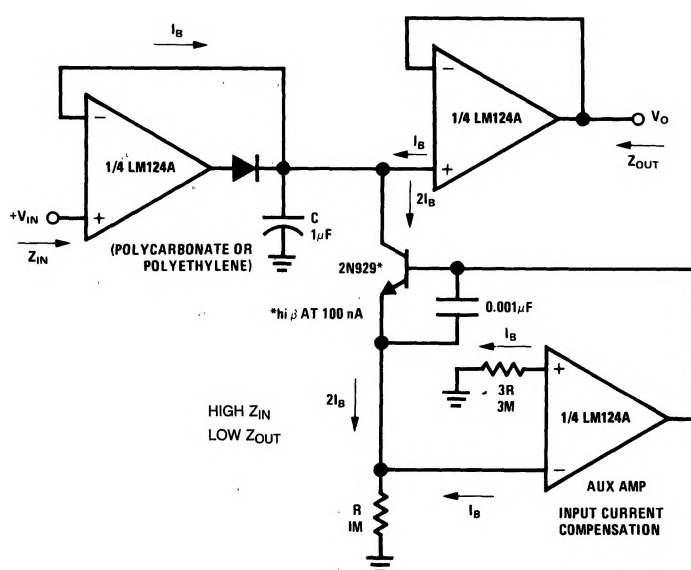 IB
−
1/4 LM124A
+VIN
+
ZIN
C
1µF
(POLYCARBONATE OR
POLYETHYLENE)
−
1/4 LM124A
+
VO
ZOUT
IB
2IB
2N929*
*hi β AT 100 nA
0.001µF
IB
+
3R
3M
1/4 LM124A
−
2IB
HIGH ZIN
LOW ZOUT
AUX AMP
INPUT CURRENT
COMPENSATION
IB
R
IM